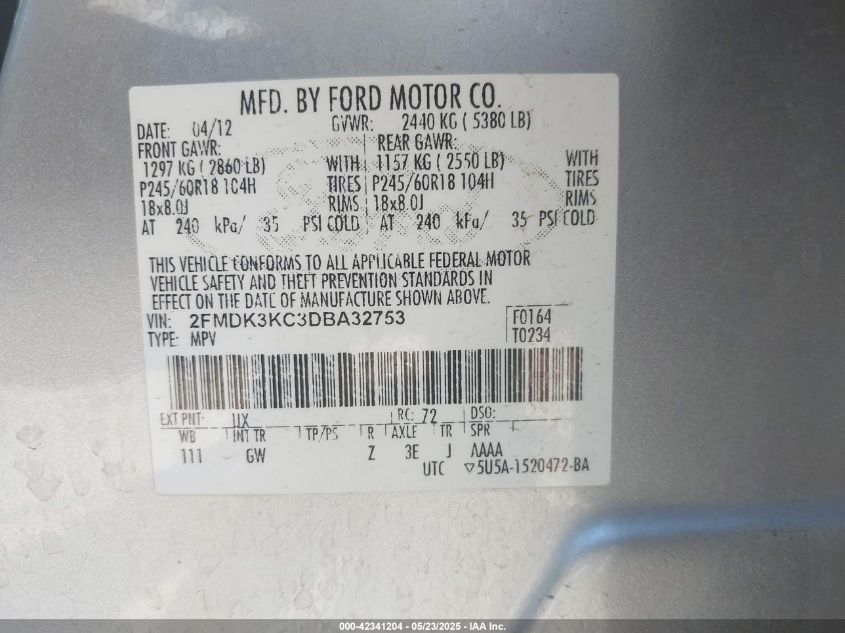 MFD. BY FORD MOTOR CO.
DATE: 04/12 GVWR: 2440 KG ( 5380 LB)
FRONT GAWR: REAR GAWR:
1297 KG ( 2860 LB) WITH 1157 KG ( 2550 LB) WITH
P245/60R18 104H TIRES P245/60R18 104H TIRES
18x8.0J RIMS 18x8.0J RIMS
AT 240 kPa/ 35 PSI COLD AT 240 kPa/ 35 PSI COLD
THIS VEHICLE CONFORMS TO ALL APPLICABLE FEDERAL MOTOR
VEHICLE SAFETY AND THEFT PREVENTION STANDARDS IN
EFFECT ON THE DATE OF MANUFACTURE SHOWN ABOVE.
VIN: 2FMDK3KC3DBA32753 F0164
TYPE: MPV T0234
EXT PNT: UX RC: 72 DSO:
WB INT TR TP/PS R AXLE TR SPR
111 GW Z 3E J AAAA
UTC ▽5U5A-1520472-BA
000-42341204 - 05/23/2025 - IAA Inc.